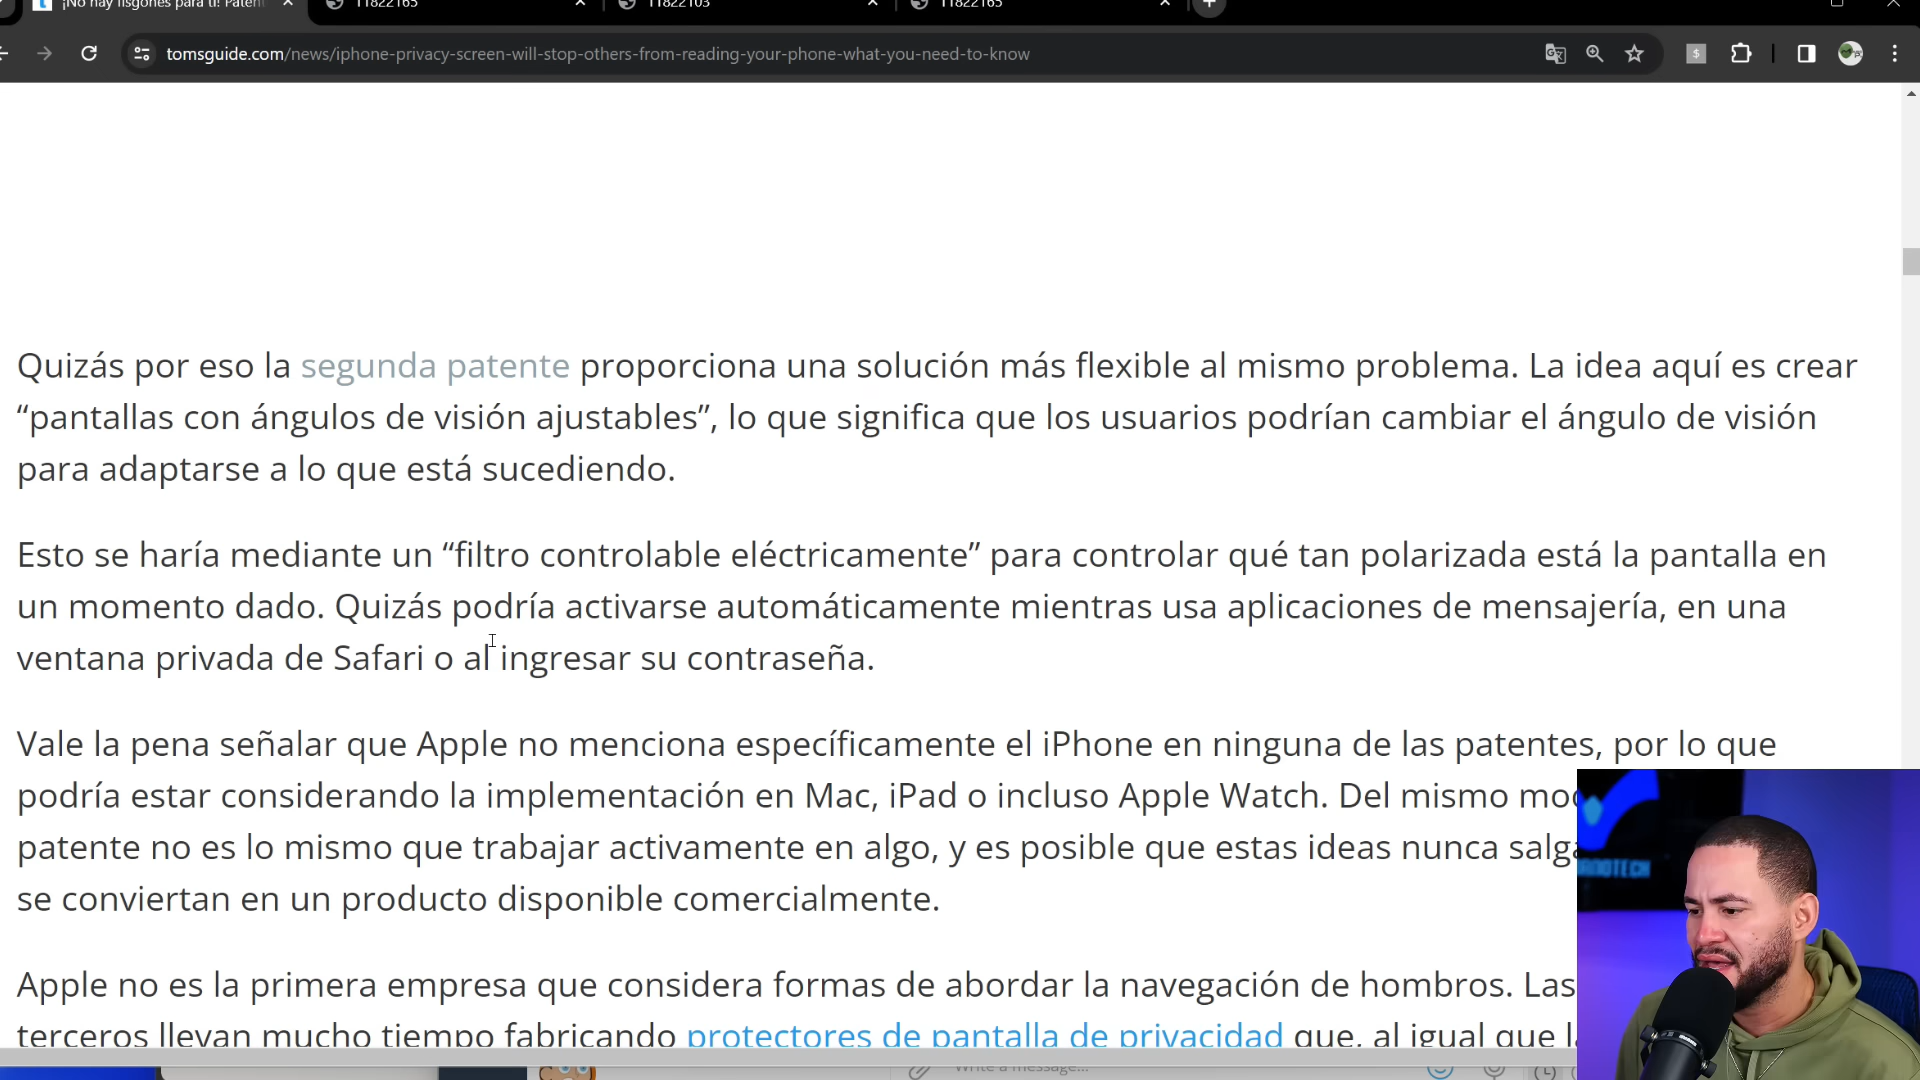 ¡No hay fisgones para ti! Paten
11822165
11822103
11822165
tomsguide.com/news/iphone-privacy-screen-will-stop-others-from-reading-your-phone-what-you-need-to-know
Quizás por eso la segunda patente proporciona una solución más flexible al mismo problema. La idea aquí es crear
“pantallas con ángulos de visión ajustables”, lo que significa que los usuarios podrían cambiar el ángulo de visión
para adaptarse a lo que está sucediendo.
Esto se haría mediante un “filtro controlable eléctricamente” para controlar qué tan polarizada está la pantalla en
un momento dado. Quizás podría activarse automáticamente mientras usa aplicaciones de mensajería, en una
ventana privada de Safari o al ingresar su contraseña.
Vale la pena señalar que Apple no menciona específicamente el iPhone en ninguna de las patentes, por lo que
podría estar considerando la implementación en Mac, iPad o incluso Apple Watch. Del mismo
patente no es lo mismo que trabajar activamente en algo, y es posible que estas ideas nunca
se conviertan en un producto disponible comercialmente.
Apple no es la primera empresa que considera formas de abordar la navegación de hombros. Las
terceros llevan mucho tiempo fabricando protectores de pantalla de privacidad que, al igual que
Write a message...